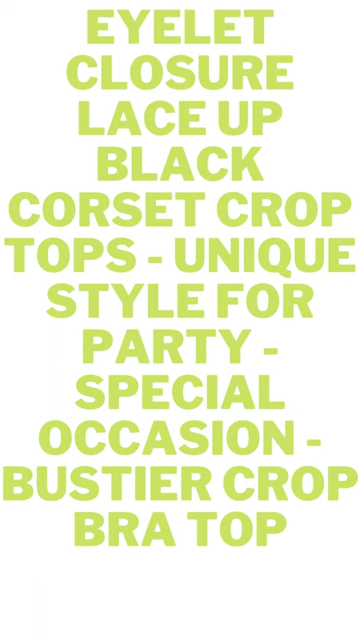 EYELET
CLOSURE
LACE UP
BLACK
CORSET CROP
TOPS - UNIQUE
STYLE FOR
PARTY -
SPECIAL
OCCASION -
BUSTIER CROP
BRA TOP